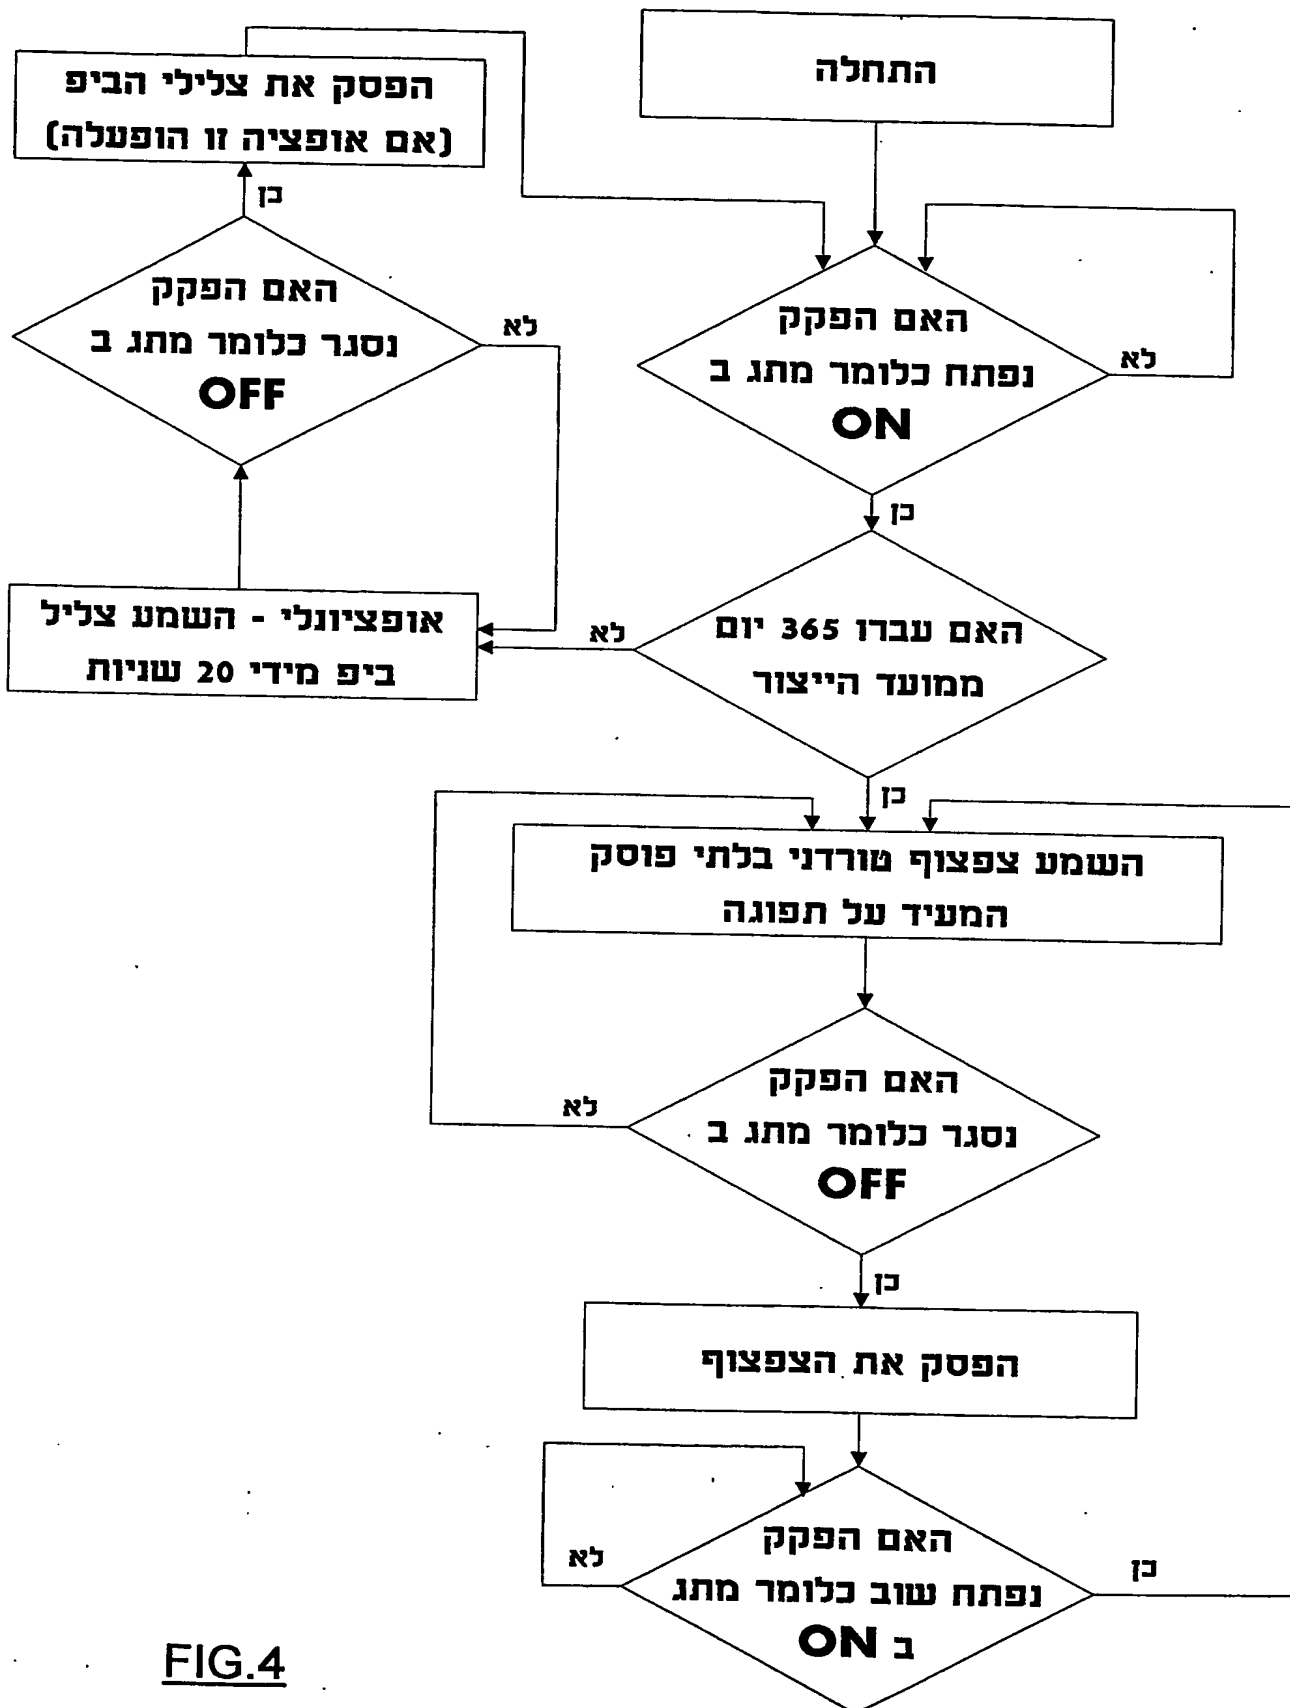 התחלה
הפסק את צלילי הביפ
(אם אופציה זו הופעלה)
כן
האם הפקק
נסגר כלומר מתג ב
OFF
לא
האם הפקק
נפתח כלומר מתג ב
ON
לא
כן
האם עברו 365 יום
ממועד הייצור
לא
אופציונלי - השמע צליל
ביפ מידי 20 שניות
כן
השמע צפצוף טורדני בלתי פוסק
המעיד על תפוגה
האם הפקק
נסגר כלומר מתג ב
OFF
לא
כן
הפסק את הצפצוף
האם הפקק
נפתח שוב כלומר מתג
ב ON
לא
כן
FIG.4